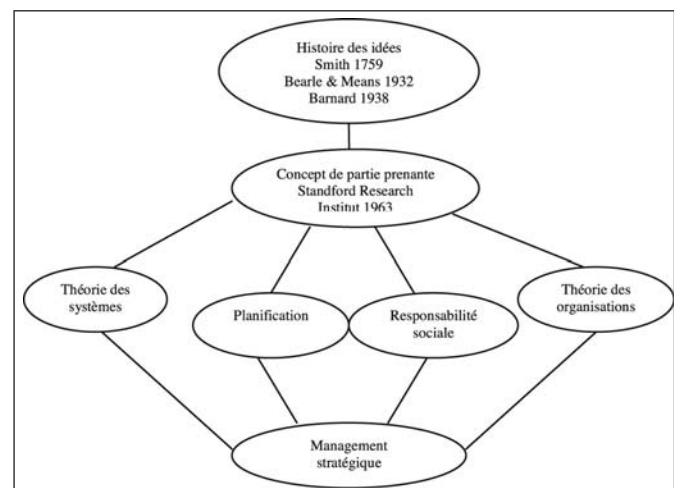 Histoire des idées
Smith 1759
Bearle & Means 1932
Barnard 1938
Concept de partie prenante
Standford Research
Institut 1963
Théorie des
systèmes
Planification
Responsabilité
sociale
Théorie des
organisations
Management
stratégique